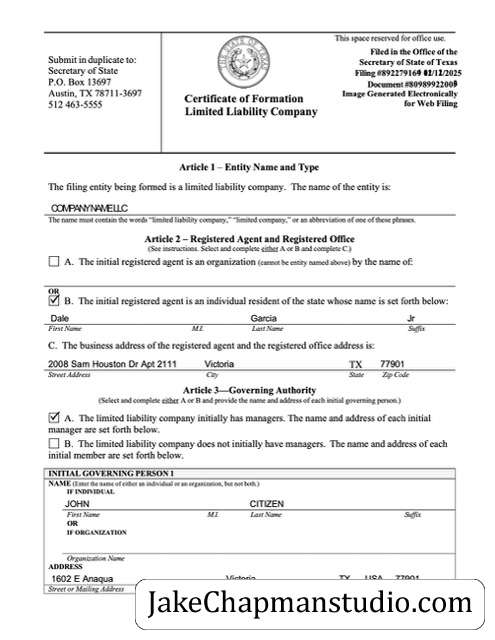 This space reserved for office use.
Submit in duplicate to:
Secretary of State
P.O. Box 13697
Austin, TX 78711-3697
512 463-5555
THE STATE OF TEXAS
Certificate of Formation
Limited Liability Company
Filed in the Office of the
Secretary of State of Texas
Filing #892279160 02/12/2025
Document #80989922009
Image Generated Electronically
for Web Filing
Article 1 – Entity Name and Type
The filing entity being formed is a limited liability company. The name of the entity is:
COMPANY NAME LLC
The name must contain the words “limited liability company,” “limited company,” or an abbreviation of one of these phrases.
Article 2 – Registered Agent and Registered Office
(See instructions. Select and complete either A or B and complete C.)
A. The initial registered agent is an organization (cannot be entity named above) by the name of:
OR
B. The initial registered agent is an individual resident of the state whose name is set forth below:
Dale Garcia Jr
First Name M.I. Last Name Suffix
C. The business address of the registered agent and the registered office address is:
2008 Sam Houston Dr Apt 2111 Victoria TX 77901
Street Address City State Zip Code
Article 3—Governing Authority
(Select and complete either A or B and provide the name and address of each initial governing person.)
A. The limited liability company initially has managers. The name and address of each initial
manager are set forth below.
B. The limited liability company does not initially have managers. The name and address of each
initial member are set forth below.
INITIAL GOVERNING PERSON 1
NAME (Enter the name of either an individual or an organization, but not both.)
IF INDIVIDUAL
JOHN CITIZEN
First Name M.I. Last Name Suffix
OR
IF ORGANIZATION
Organization Name
ADDRESS
1602 E Anaqua Victoria TX USA 77901
Street or Mailing Address
JakeChapmanstudio.com